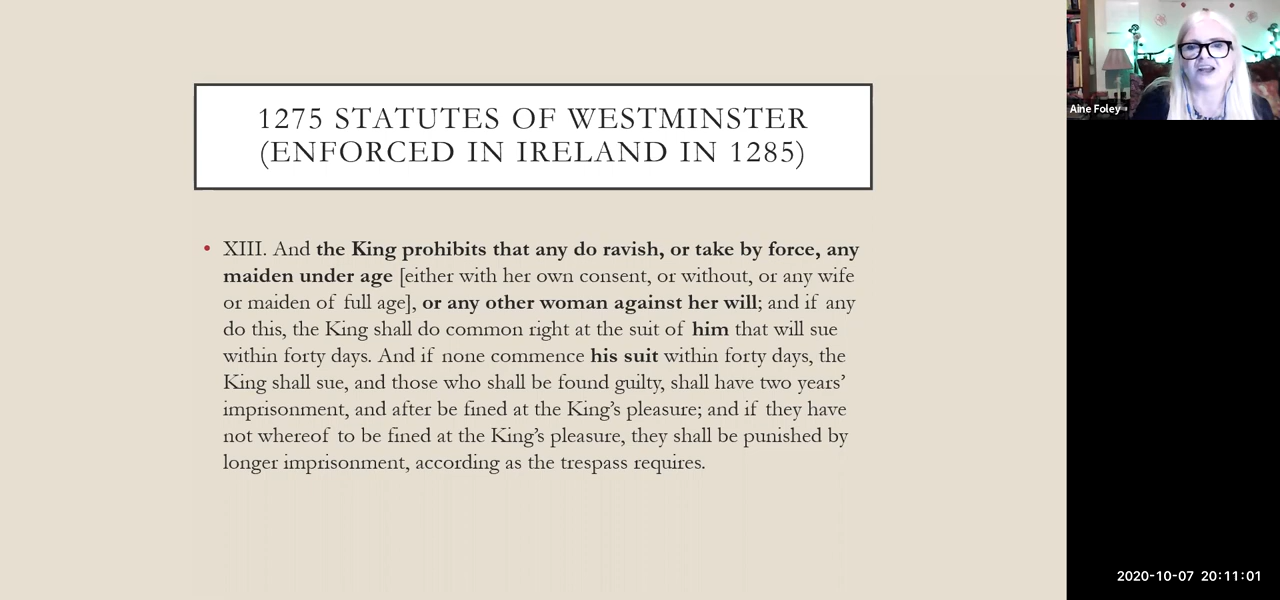 1275 STATUTES OF WESTMINSTER
(ENFORCED IN IRELAND IN 1285)
• XIII. And the King prohibits that any do ravish, or take by force, any
maiden under age [either with her own consent, or without, or any wife
or maiden of full age], or any other woman against her will; and if any
do this, the King shall do common right at the suit of him that will sue
within forty days. And if none commence his suit within forty days, the
King shall sue, and those who shall be found guilty, shall have two years’
imprisonment, and after be fined at the King’s pleasure; and if they have
not whereof to be fined at the King’s pleasure, they shall be punished by
longer imprisonment, according as the trespass requires.
Aine Foley
2020-10-07 20:11:01